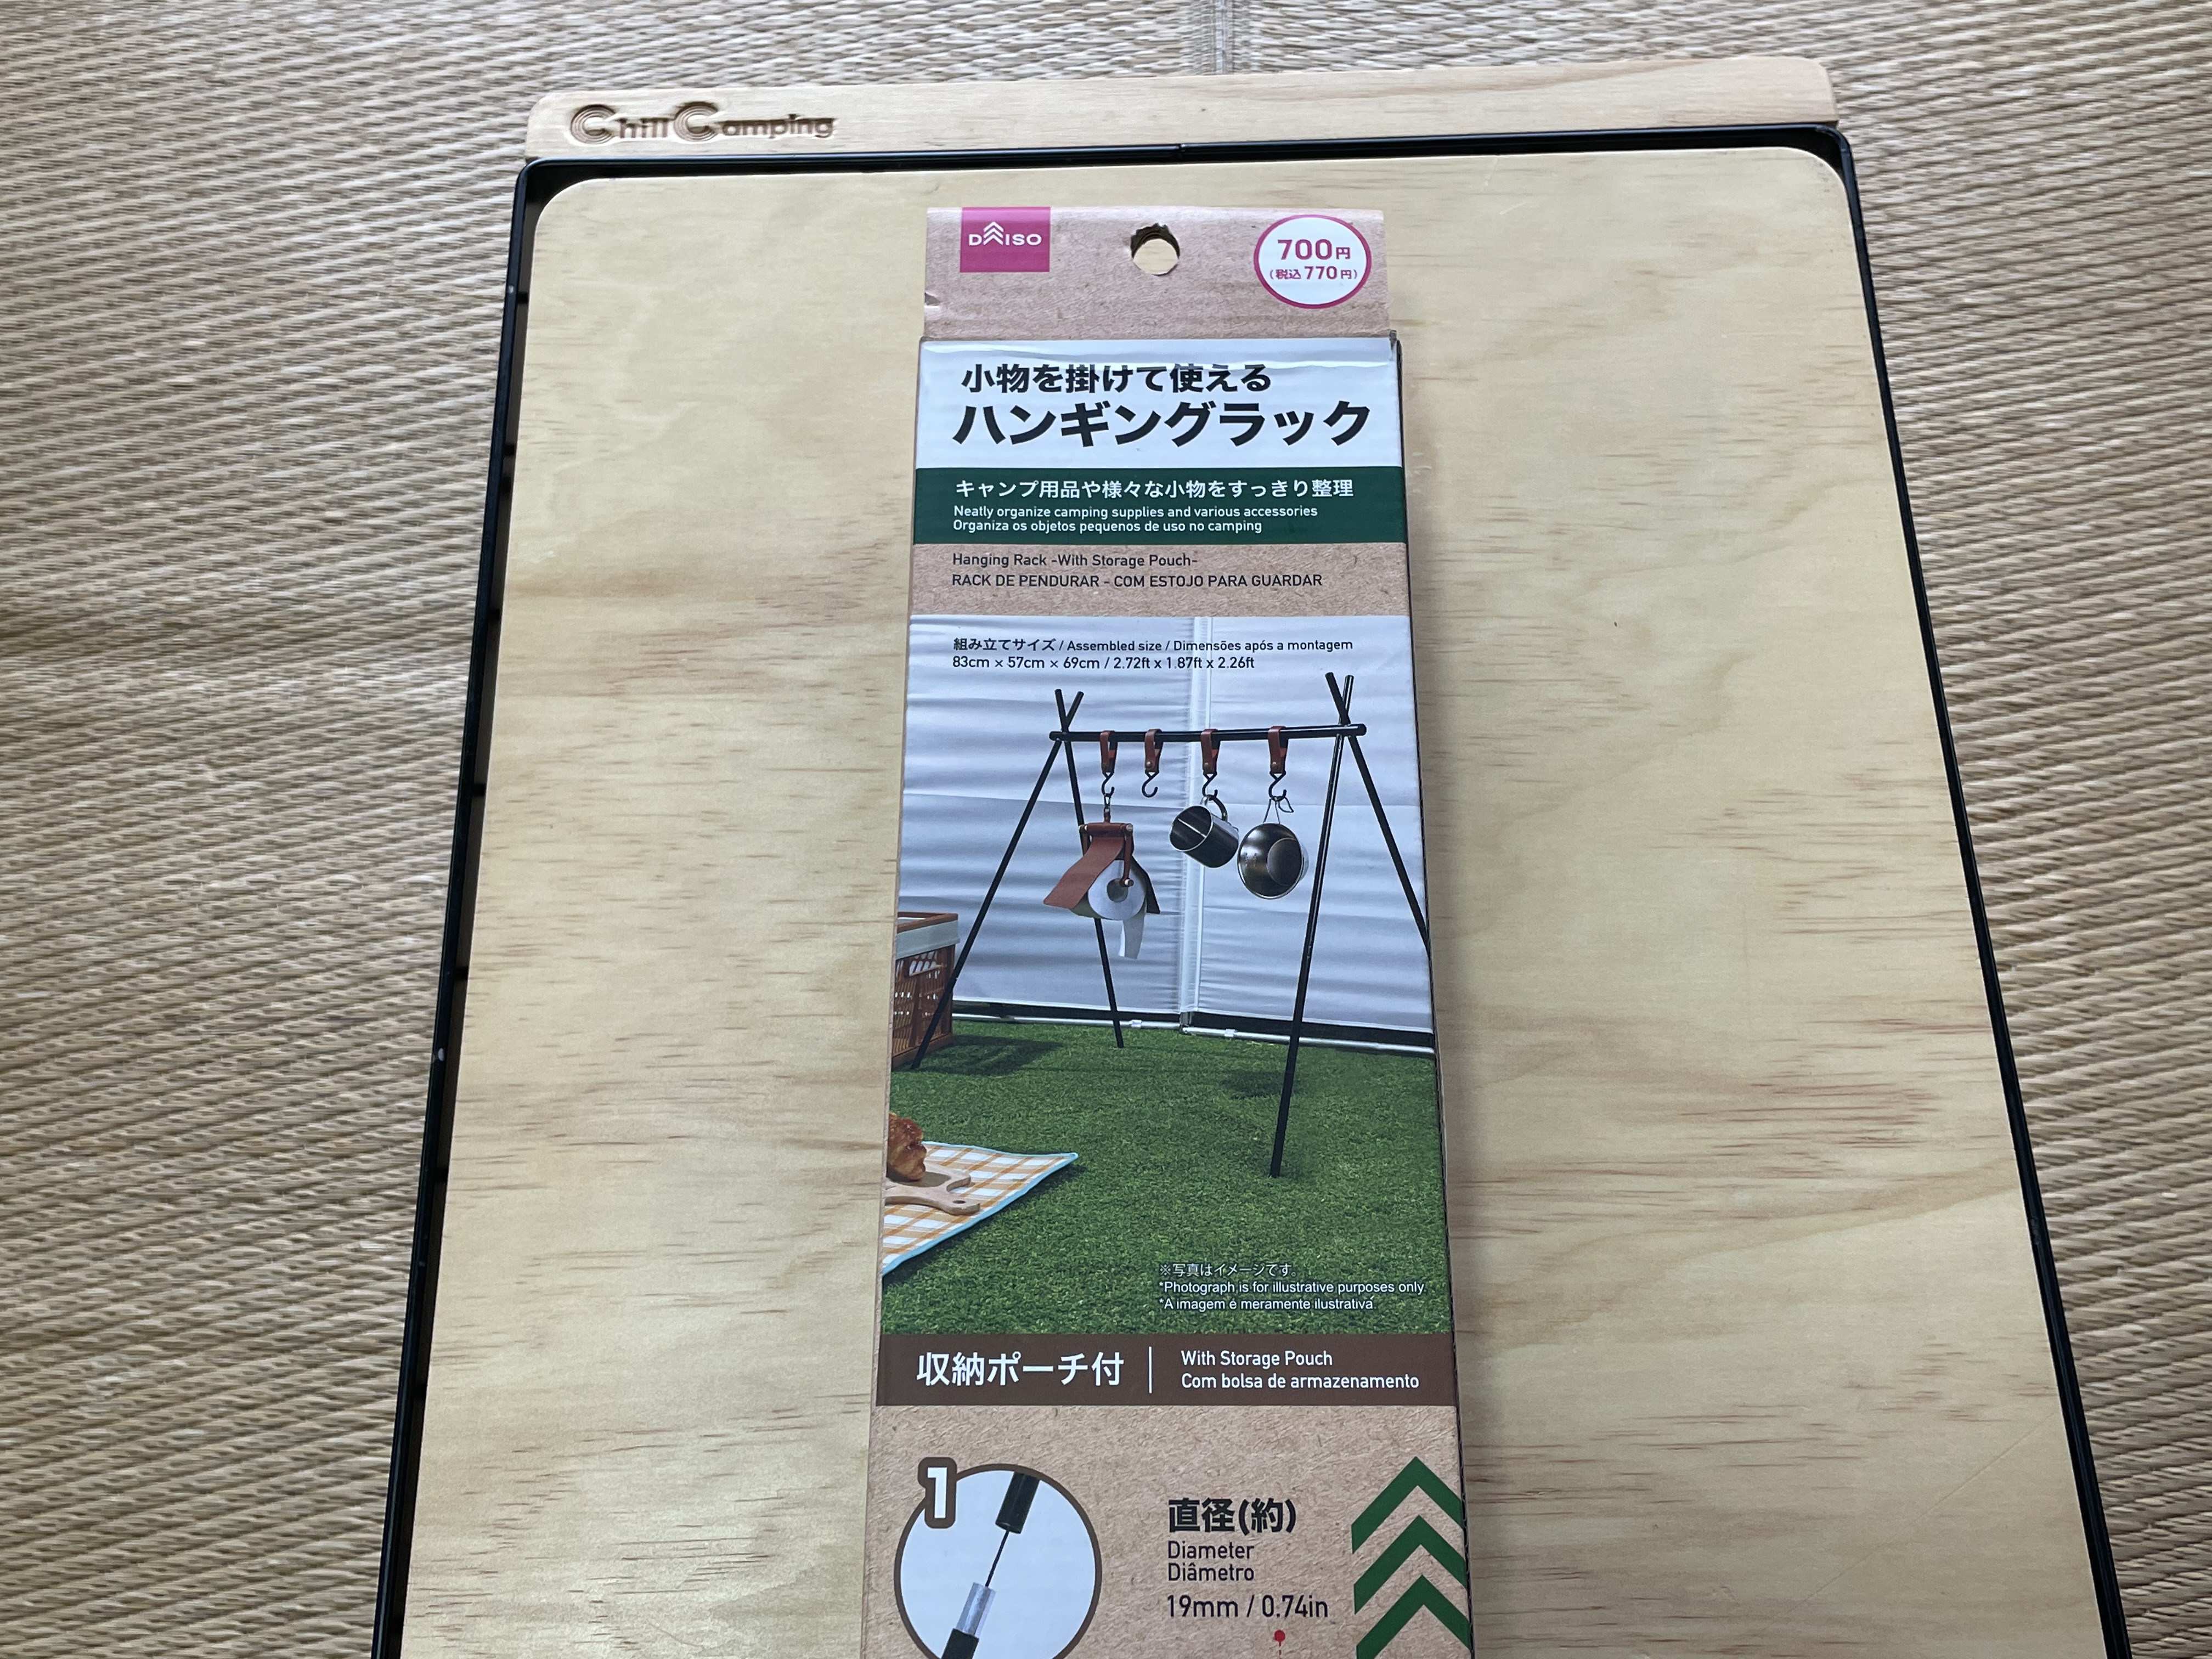 Chill Camping
DAISO
700円
(税込770円)
小物を掛けて使える
ハンギングラック
キャンプ用品や様々な小物をすっきり整理
Neatly organize camping supplies and various accessories
Organiza os objetos pequenos de uso no camping
Hanging Rack -With Storage Pouch-
RACK DE PENDURAR - COM ESTOJO PARA GUARDAR
組み立てサイズ / Assembled size / Dimensões após a montagem
83cm × 57cm × 69cm / 2.72ft x 1.87ft x 2.26ft
※写真はイメージです。
*Photograph is for illustrative purposes only.
*A imagem é meramente ilustrativa.
収納ポーチ付
With Storage Pouch
Com bolsa de armazenamento
1
直径(約)
Diameter
Diâmetro
19mm / 0.74in